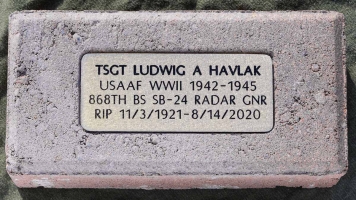 TSGT LUDWIG A HAVLAK
USAAF WWII 1942-1945
868TH BS SB-24 RADAR GNR
RIP 11/3/1921-8/14/2020